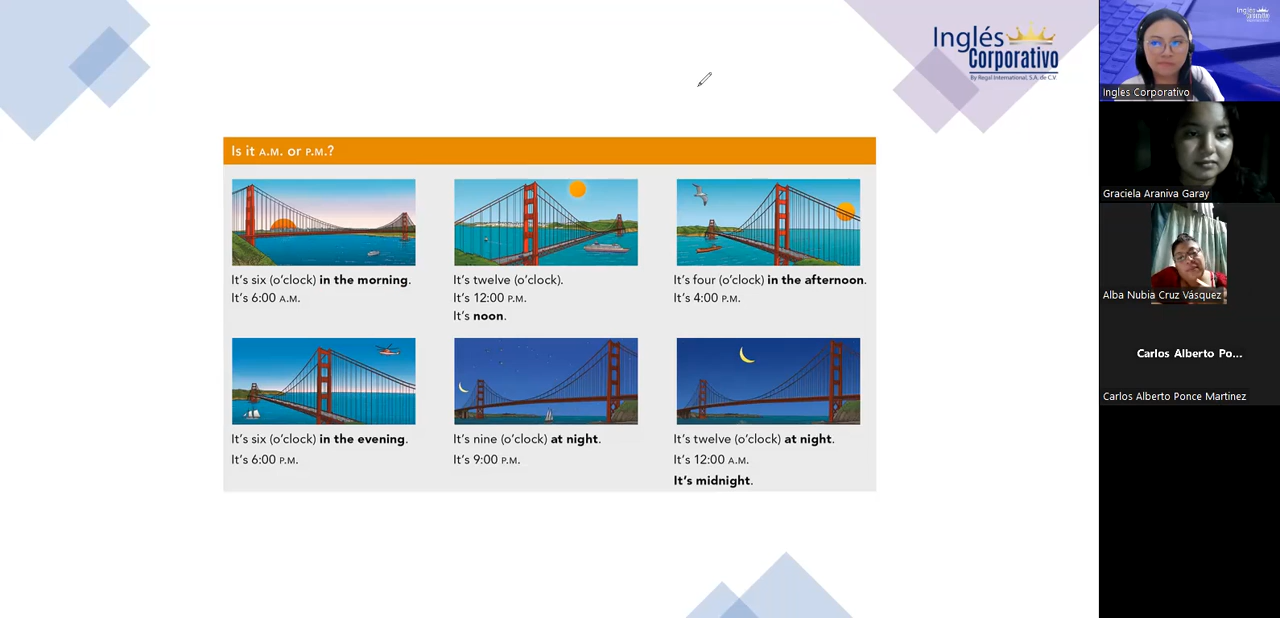 Inglés
Corporativo
By Regal International, S.A. de C.V.
Is it A.M. or P.M.?
It's six (o'clock) in the morning.
It's 6:00 A.M.
It's twelve (o'clock).
It's 12:00 P.M.
It's noon.
It's four (o'clock) in the afternoon.
It's 4:00 P.M.
It's six (o'clock) in the evening.
It's 6:00 P.M.
It's nine (o'clock) at night.
It's 9:00 P.M.
It's twelve (o'clock) at night.
It's 12:00 A.M.
It's midnight.
Inglés
Ingles Corporativo
Graciela Araniva Garay
Alba Nubia Cruz Vásquez
Carlos Alberto Po...
Carlos Alberto Ponce Martinez